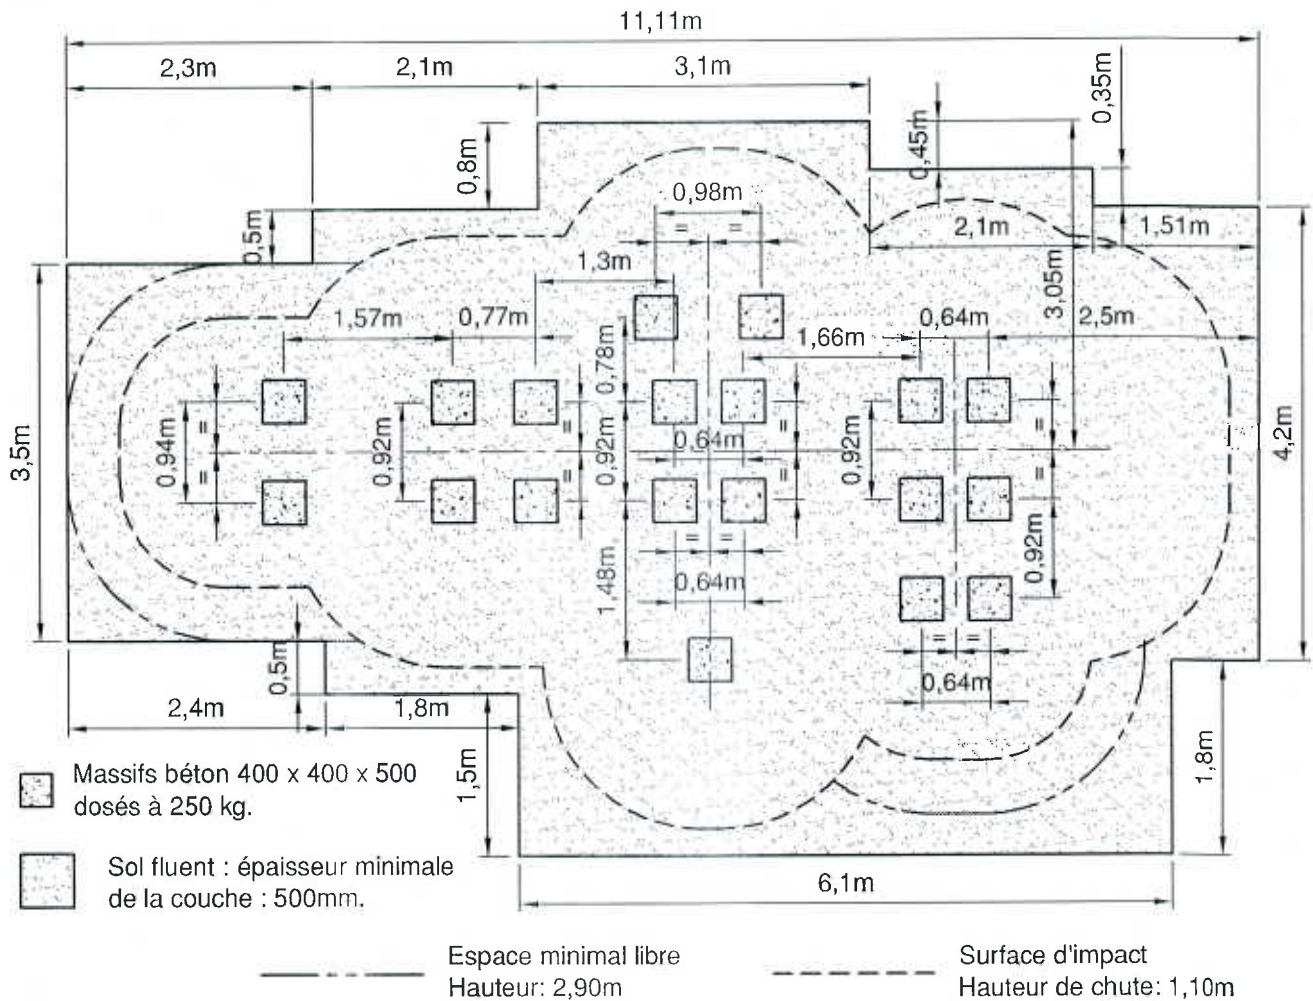 11,11m
2,3m
2,1m
3,1m
0,35m
0,8m
0,45m
0,98m
0,5m
= =
2,1m
1,51m
1,3m
3,05m
1,57m
0,77m
0,78m
1,66m
0,64m
2,5m
3,5m
0,94m
=
=
0,92m
=
=
0,92m
0,64m
=
=
0,92m
=
=
4,2m
= =
0,64m
1.48m
0,92m
= =
0,64m
0,5m
2,4m
1,8m
1,5m
1,8m
6,1m
Massifs béton 400 x 400 x 500
dosés à 250 kg.
Sol fluent : épaisseur minimale
de la couche : 500mm.
Espace minimal libre
Hauteur: 2,90m
Surface d'impact
Hauteur de chute: 1,10m